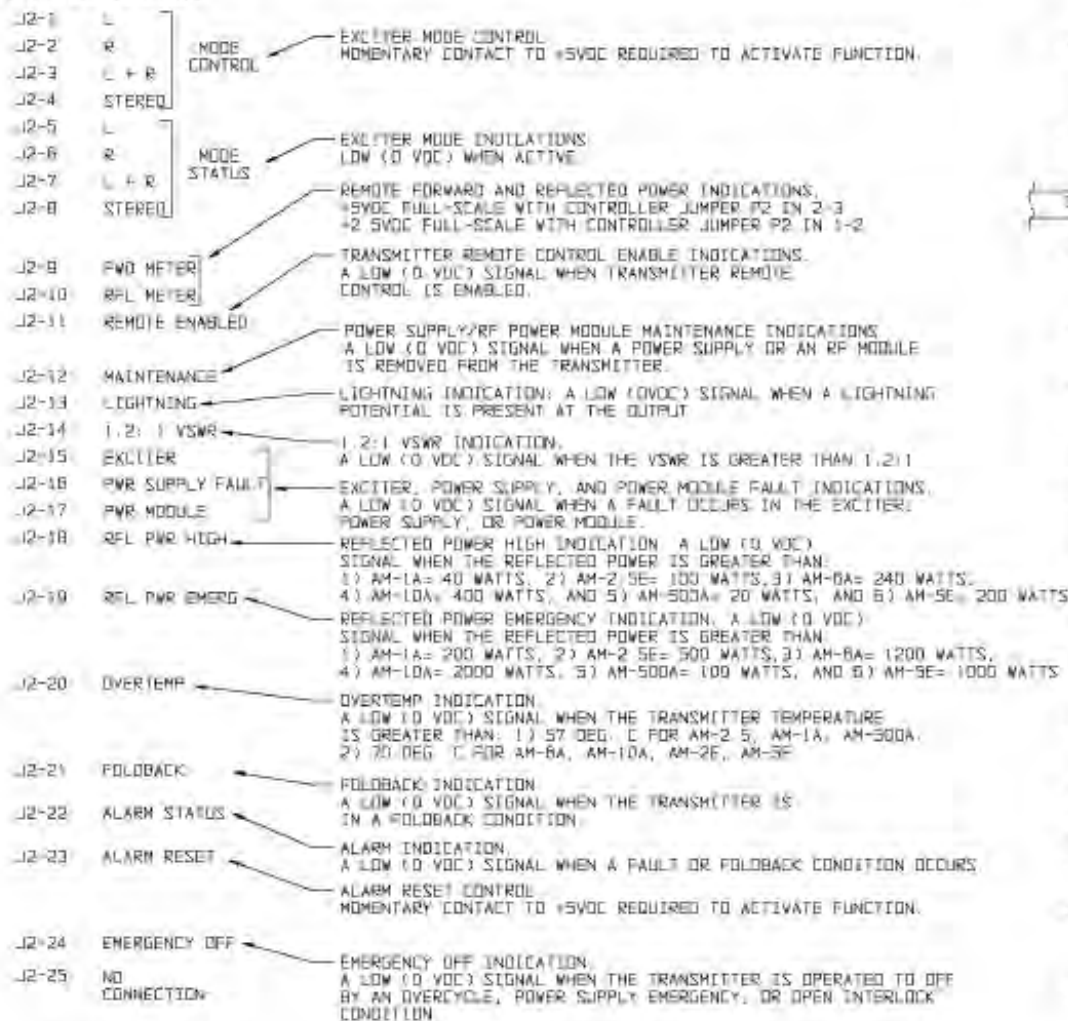 J2-1 L
J2-2 R
J2-3 L + R
J2-4 STEREO
MODE
CONTROL
EXCITER MODE CONTROL
MOMENTARY CONTACT TO +5VDC REQUIRED TO ACTIVATE FUNCTION.
J2-5 L
J2-6 R
J2-7 L + R
J2-8 STEREO
MODE
STATUS
EXCITER MODE INDICATIONS
LOW (0 VDC) WHEN ACTIVE
J2-9 FWD METER
J2-10 RFL METER
REMOTE FORWARD AND REFLECTED POWER INDICATIONS.
+5VDC FULL-SCALE WITH CONTROLLER JUMPER P2 IN 2-3
+2.5VDC FULL-SCALE WITH CONTROLLER JUMPER P2 IN 1-2
J2-11 REMOTE ENABLED
TRANSMITTER REMOTE CONTROL ENABLE INDICATIONS.
A LOW (0 VDC) SIGNAL WHEN TRANSMITTER REMOTE
CONTROL IS ENABLED.
J2-12 MAINTENANCE
POWER SUPPLY/RF POWER MODULE MAINTENANCE INDICATIONS
A LOW (0 VDC) SIGNAL WHEN A POWER SUPPLY OR AN RF MODULE
IS REMOVED FROM THE TRANSMITTER.
J2-13 LIGHTNING
LIGHTNING INDICATION: A LOW (0VDC) SIGNAL WHEN A LIGHTNING
POTENTIAL IS PRESENT AT THE OUTPUT
J2-14 1.2: 1 VSWR
1.2:1 VSWR INDICATION.
A LOW (0 VDC) SIGNAL WHEN THE VSWR IS GREATER THAN 1.2:1
J2-15 EXCITER
J2-16 PWR SUPPLY FAULT
J2-17 PWR MODULE
EXCITER, POWER SUPPLY, AND POWER MODULE FAULT INDICATIONS.
A LOW (0 VDC) SIGNAL WHEN A FAULT OCCURS IN THE EXCITER,
POWER SUPPLY, OR POWER MODULE.
J2-18 RFL PWR HIGH
REFLECTED POWER HIGH INDICATION. A LOW (0 VDC)
SIGNAL WHEN THE REFLECTED POWER IS GREATER THAN:
1) AM-1A= 40 WATTS, 2) AM-2.5E= 100 WATTS, 3) AM-6A= 240 WATTS,
4) AM-10A= 400 WATTS, AND 5) AM-500A= 20 WATTS, AND 6) AM-5E= 200 WATTS
J2-19 RFL PWR EMERG
REFLECTED POWER EMERGENCY INDICATION. A LOW (0 VDC)
SIGNAL WHEN THE REFLECTED POWER IS GREATER THAN:
1) AM-1A= 200 WATTS, 2) AM-2.5E= 500 WATTS, 3) AM-6A= 1200 WATTS,
4) AM-10A= 2000 WATTS, 5) AM-500A= 100 WATTS, AND 6) AM-5E= 1000 WATTS
J2-20 OVERTEMP
OVERTEMP INDICATION
A LOW (0 VDC) SIGNAL WHEN THE TRANSMITTER TEMPERATURE
IS GREATER THAN: 1) 57 DEG. C FOR AM-2.5, AM-1A, AM-500A.
2) 70 DEG. C FOR AM-6A, AM-10A, AM-2E, AM-5E
J2-21 FOLDBACK
FOLDBACK INDICATION
A LOW (0 VDC) SIGNAL WHEN THE TRANSMITTER IS
IN A FOLDBACK CONDITION.
J2-22 ALARM STATUS
ALARM INDICATION.
A LOW (0 VDC) SIGNAL WHEN A FAULT OR FOLDBACK CONDITION OCCURS
J2-23 ALARM RESET
ALARM RESET CONTROL
MOMENTARY CONTACT TO +5VDC REQUIRED TO ACTIVATE FUNCTION.
J2-24 EMERGENCY OFF
EMERGENCY OFF INDICATION.
A LOW (0 VDC) SIGNAL WHEN THE TRANSMITTER IS OPERATED TO OFF
BY AN OVERCYCLE, POWER SUPPLY EMERGENCY, OR OPEN INTERLOCK
CONDITION
J2-25 NO
CONNECTION